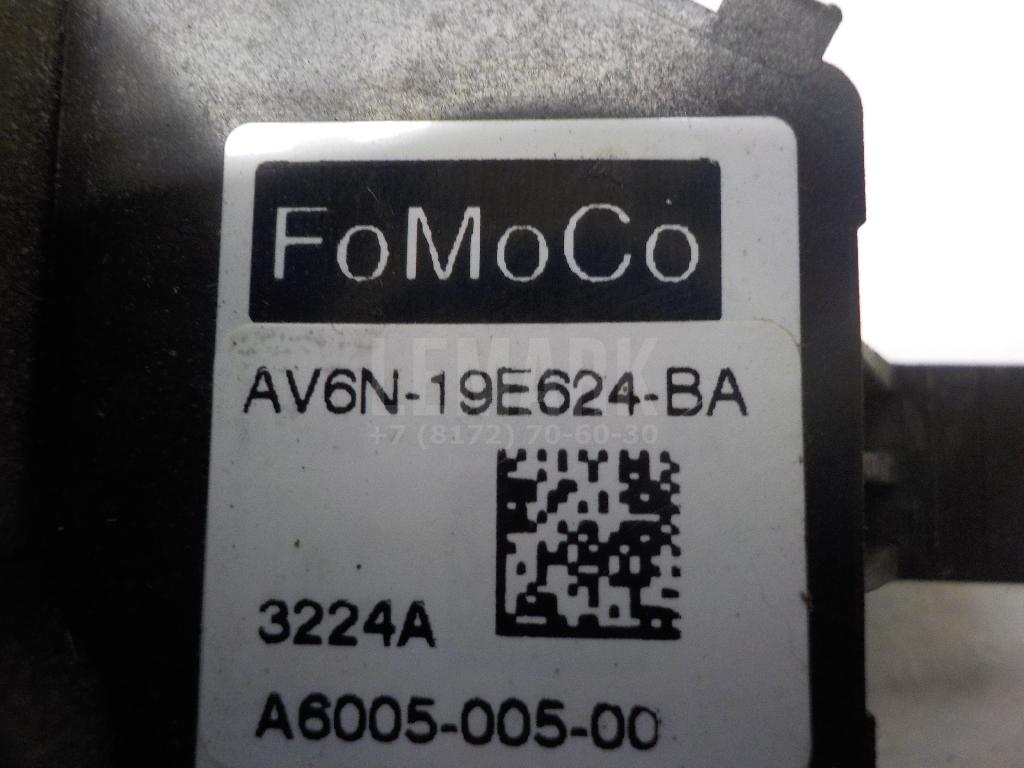 FoMoCo
LEMARK
AV6N-19E624-BA
+7 (8172) 70-60-30
3224A
A6005-005-00